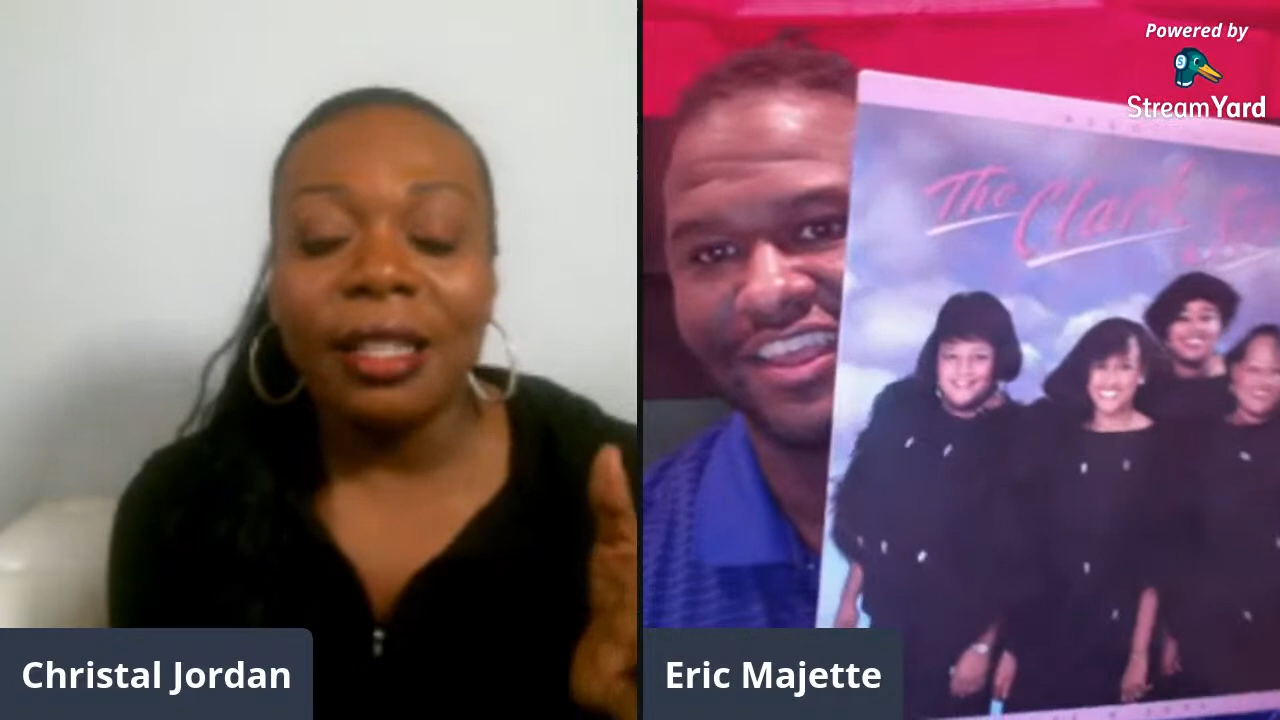 Powered by
StreamYard
The Clark
Christal Jordan
Eric Majette